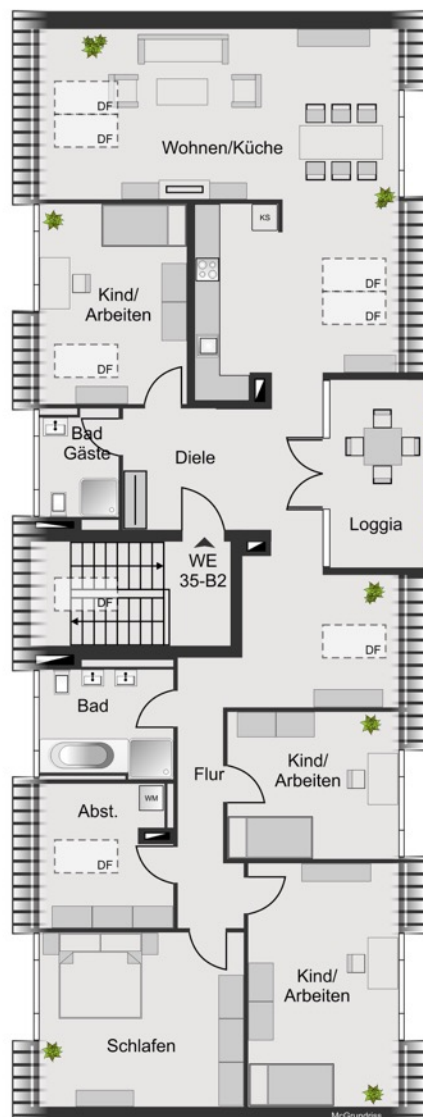 DF
DF
Wohnen/Küche
KS
Kind/
Arbeiten
DF
DF
DF
Bad
Gäste
Diele
Loggia
WE
35-B2
DF
DF
Bad
Flur
Kind/
Arbeiten
Abst.
WM
DF
Kind/
Arbeiten
Schlafen
McGrundriss